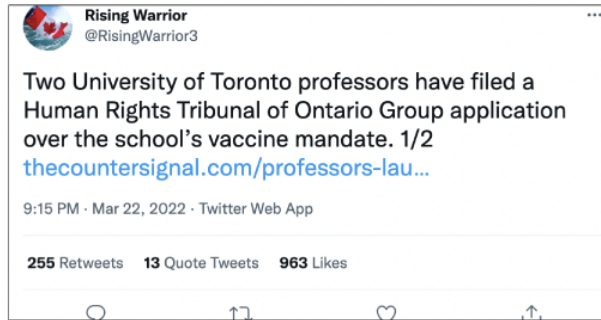 Rising Warrior
@RisingWarrior3
Two University of Toronto professors have filed a
Human Rights Tribunal of Ontario Group application
over the school’s vaccine mandate. 1/2
thecountersignal.com/professors-lau...
9:15 PM · Mar 22, 2022 · Twitter Web App
255 Retweets 13 Quote Tweets 963 Likes